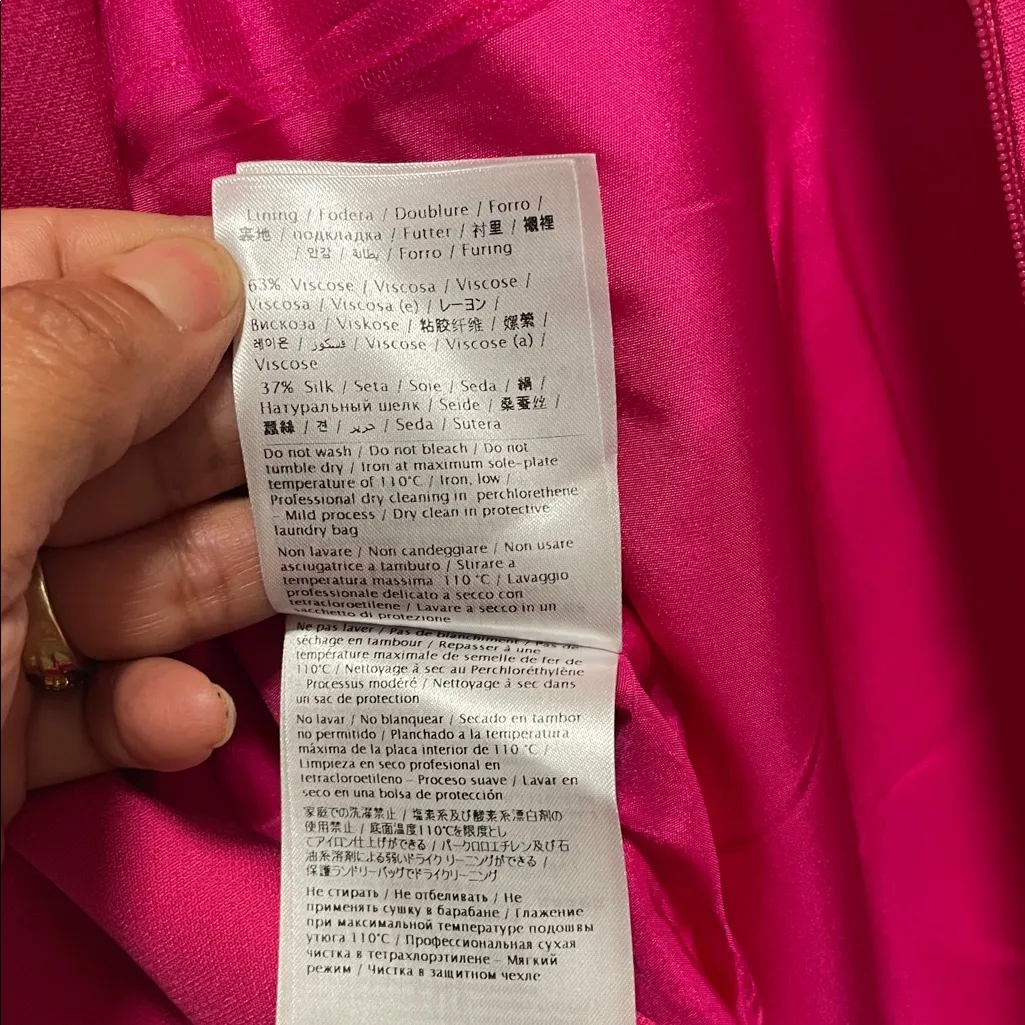 Lining / Fodera / Doublure / Forro /
裏地 / подкладка / Futter / 衬里 / 襯裡
/ 안감 / بطانة / Forro / Furing
63% Viscose / Viscosa / Viscose /
Viscosa / Viscosa (e) / レーヨン /
Вискоза / Viskose / 粘胶纤维 / 嫘縈 /
레이온 / فسكوز / Viscose / Viscose (a) /
Viscose
37% Silk / Seta / Soie / Seda / 絹 /
Натуральный шелк / Seide / 桑蚕丝 /
蠶絲 / 견 / حرير / Seda / Sutera
Do not wash / Do not bleach / Do not
tumble dry / Iron at maximum sole-plate
temperature of 110°C / Iron, low /
Professional dry cleaning in perchlorethene
– Mild process / Dry clean in protective
laundry bag
Non lavare / Non candeggiare / Non usare
asciugatrice a tamburo / Stirare a
temperatura massima 110 °C / Lavaggio
professionale delicato a secco con
tetracloroetilene / Lavare a secco in un
sacchetto di protezione
Ne pas laver / Pas de blanchiment / Pas de
séchage en tambour / Repasser à une
température maximale de semelle de fer de
110°C / Nettoyage à sec au Perchloréthylène
– Processus modéré / Nettoyage à sec dans
un sac de protection
No lavar / No blanquear / Secado en tambor
no permitido / Planchado a la temperatura
máxima de la placa interior de 110 °C /
Limpieza en seco profesional en
tetracloroetileno – Proceso suave / Lavar en
seco en una bolsa de protección
家庭での洗濯禁止 / 塩素系及び酸素系漂白剤の
使用禁止 / 底面温度110℃を限度とし
てアイロン仕上げができる / パークロロエチレン及び石
油系溶剤による弱いドライクリーニングができる /
保護ランドリーバッグでドライクリーニング
Не стирать / Не отбеливать / Не
применять сушку в барабане / Глажение
при максимальной температуре подошвы
утюга 110°C / Профессиональная сухая
чистка в тетрахлорэтилене – Мягкий
режим / Чистка в защитном чехле